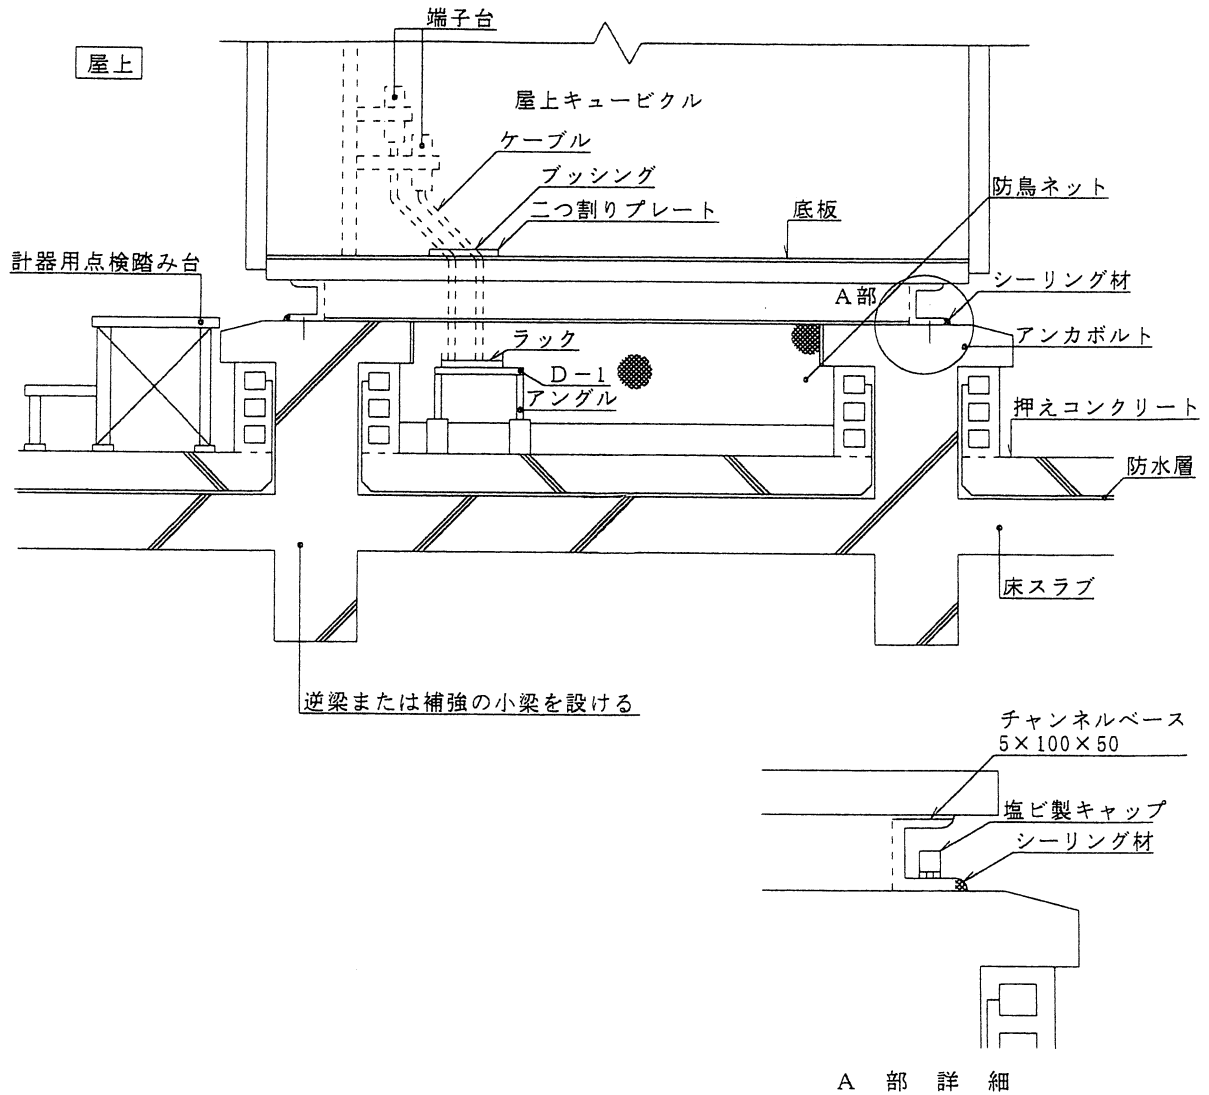 端子台
屋上
屋上キュービクル
ケーブル
ブッシング
二つ割りプレート
底板
防鳥ネット
計器用点検踏み台
A部
シーリング材
アンカボルト
ラック
D-1
アングル
押えコンクリート
防水層
床スラブ
逆梁または補強の小梁を設ける
チャンネルベース
5×100×50
塩ビ製キャップ
シーリング材
A 部 詳 細